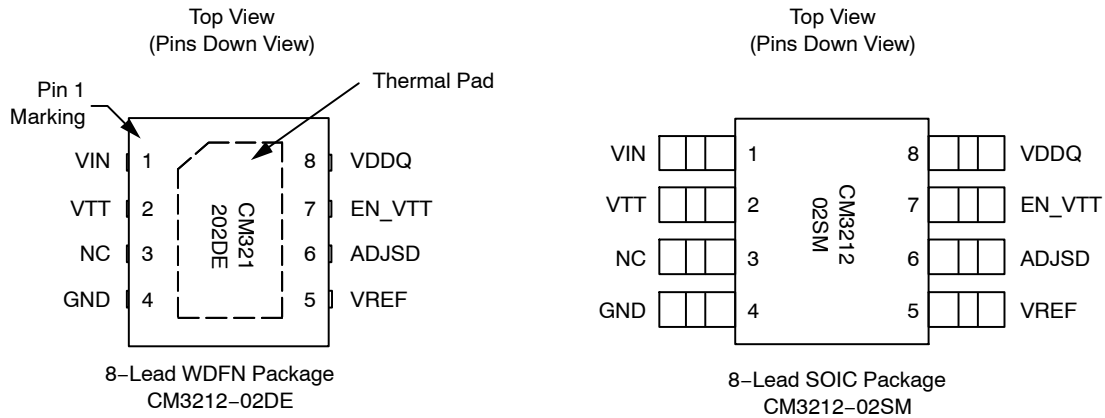 Top View
(Pins Down View)
Pin 1
Marking
Thermal Pad
VIN 1
8 VDDQ
VTT 2
7 EN_VTT
NC 3
6 ADJSD
GND 4
5 VREF
CM321
202DE
8−Lead WDFN Package
CM3212−02DE
Top View
(Pins Down View)
VIN 1
8 VDDQ
VTT 2
7 EN_VTT
NC 3
6 ADJSD
GND 4
5 VREF
CM3212
02SM
8−Lead SOIC Package
CM3212−02SM